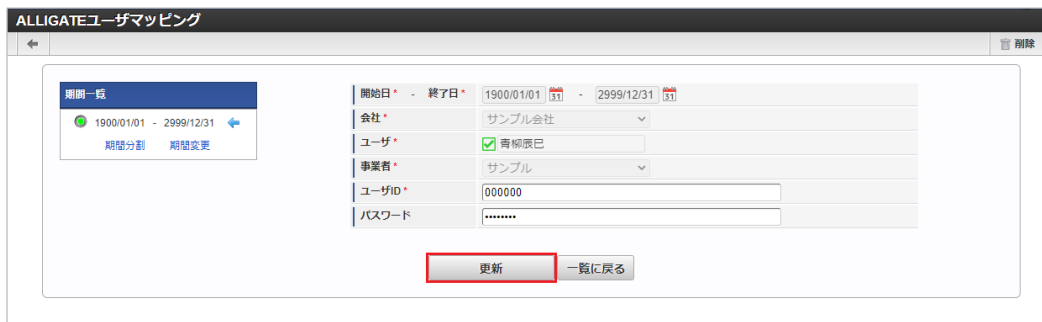 ALLIGATEユーザマッピング
削除
期間一覧
1900/01/01 - 2999/12/31
期間分割 期間変更
開始日* - 終了日* 1900/01/01 31 - 2999/12/31 31
会社* サンプル会社
ユーザ* 青柳辰巳
事業者* サンプル
ユーザID* 000000
パスワード ••••••••
更新 一覧に戻る